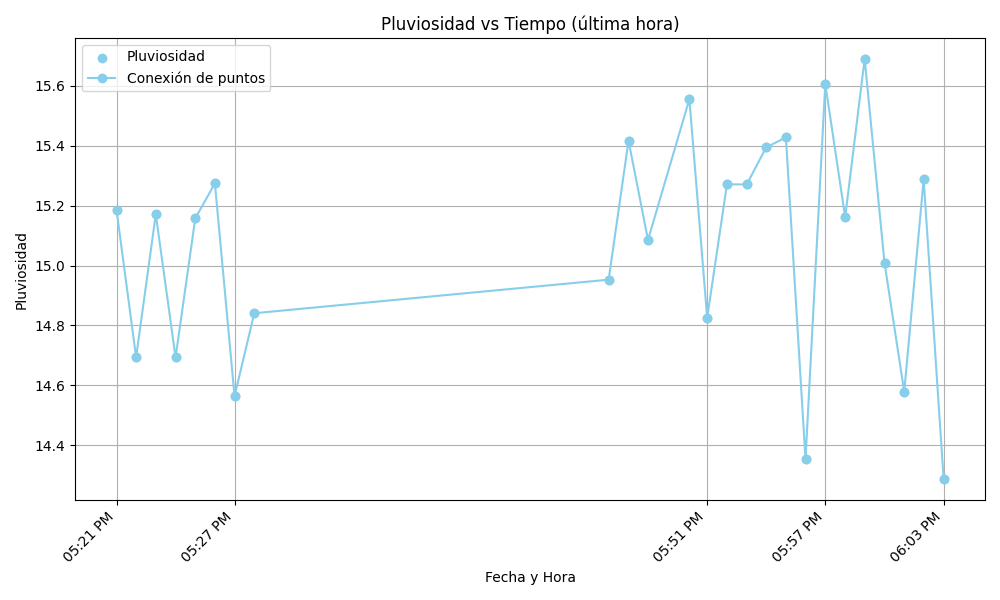 Pluviosidad vs Tiempo (última hora)
Pluviosidad
Conexión de puntos
15.6
15.4
15.2
15.0
14.8
14.6
14.4
Pluviosidad
05:21 PM
05:27 PM
05:51 PM
05:57 PM
06:03 PM
Fecha y Hora